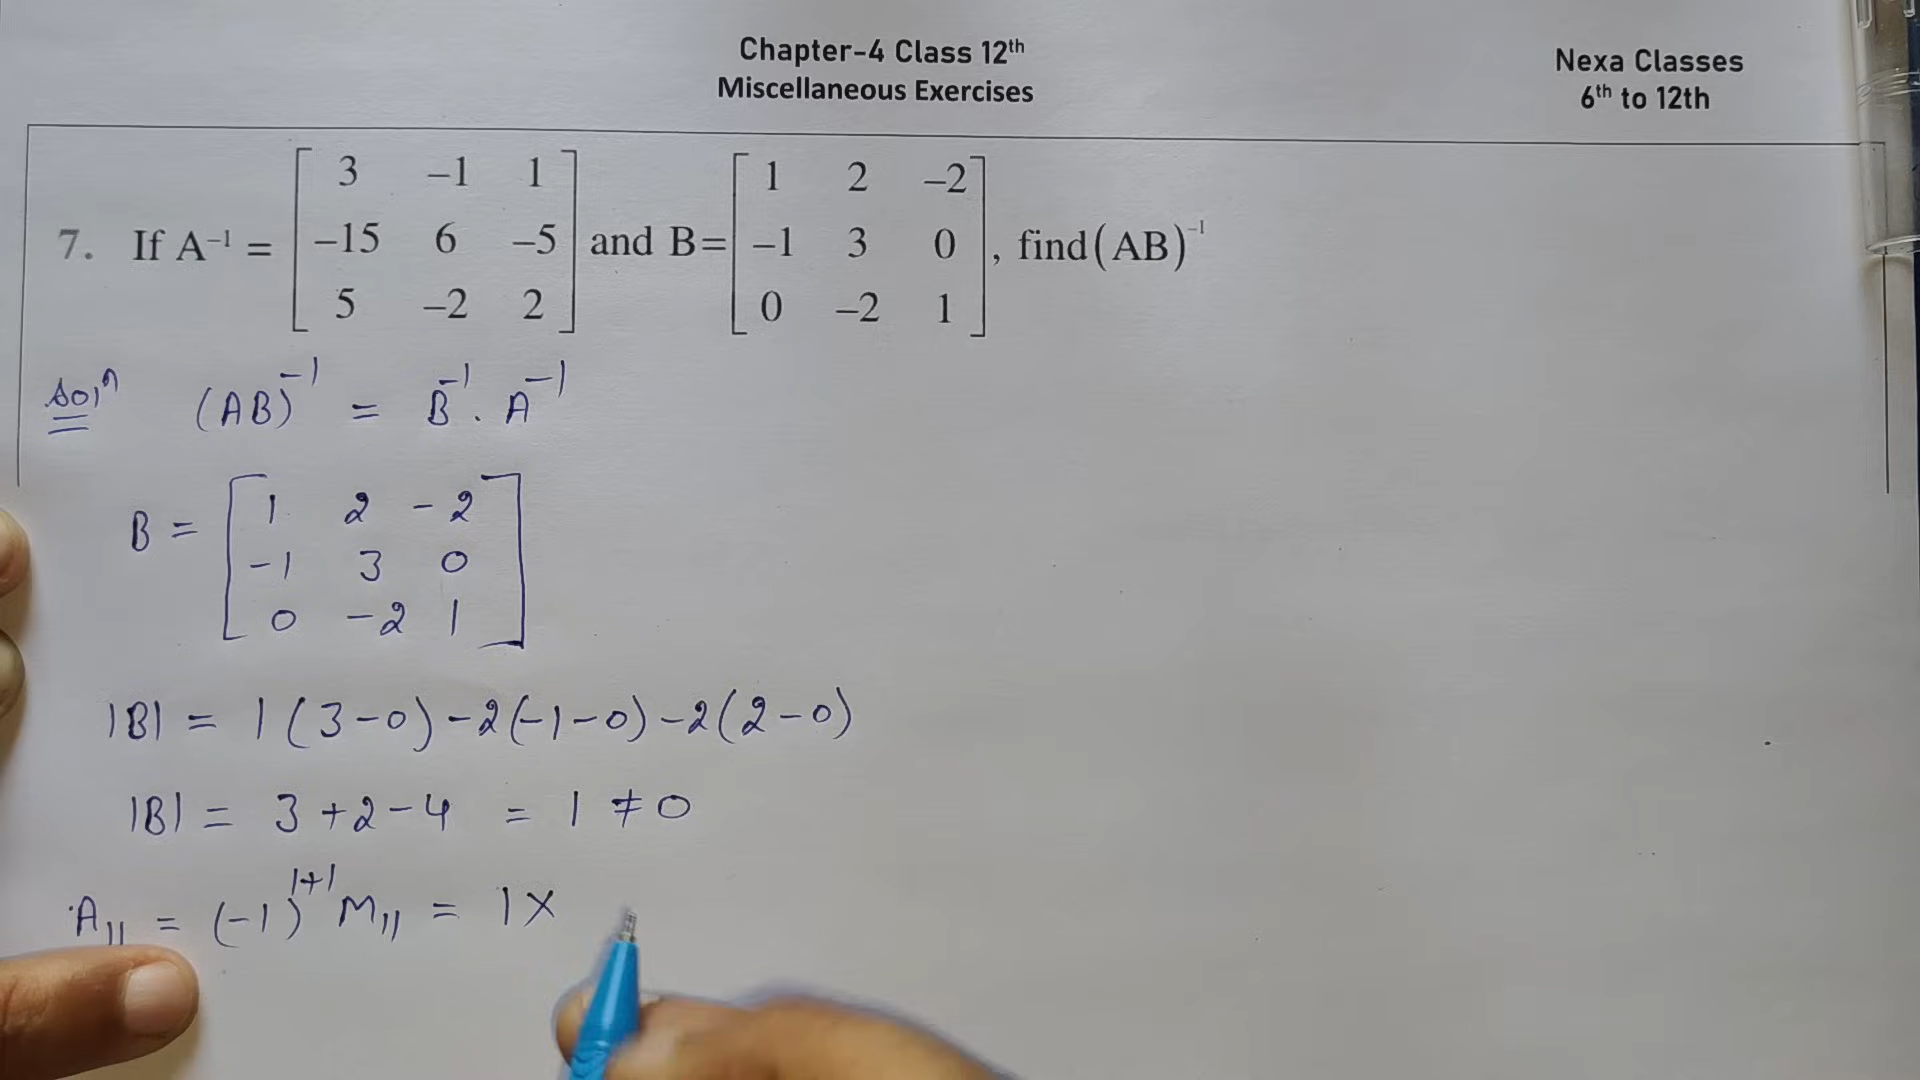 Chapter-4 Class 12th
Miscellaneous Exercises
Nexa Classes
6th to 12th
7. If A⁻¹ = [3 –1 1
–15 6 –5
5 –2 2] and B= [1 2 –2
–1 3 0
0 –2 1], find (AB)⁻¹
Solⁿ (AB)⁻¹ = B⁻¹ . A⁻¹
B = [1 2 -2
-1 3 0
0 -2 1]
|B| = 1(3-0)-2(-1-0)-2(2-0)
|B| = 3+2-4 = 1 ≠ 0
A₁₁ = (-1)¹⁺¹ M₁₁ = 1×